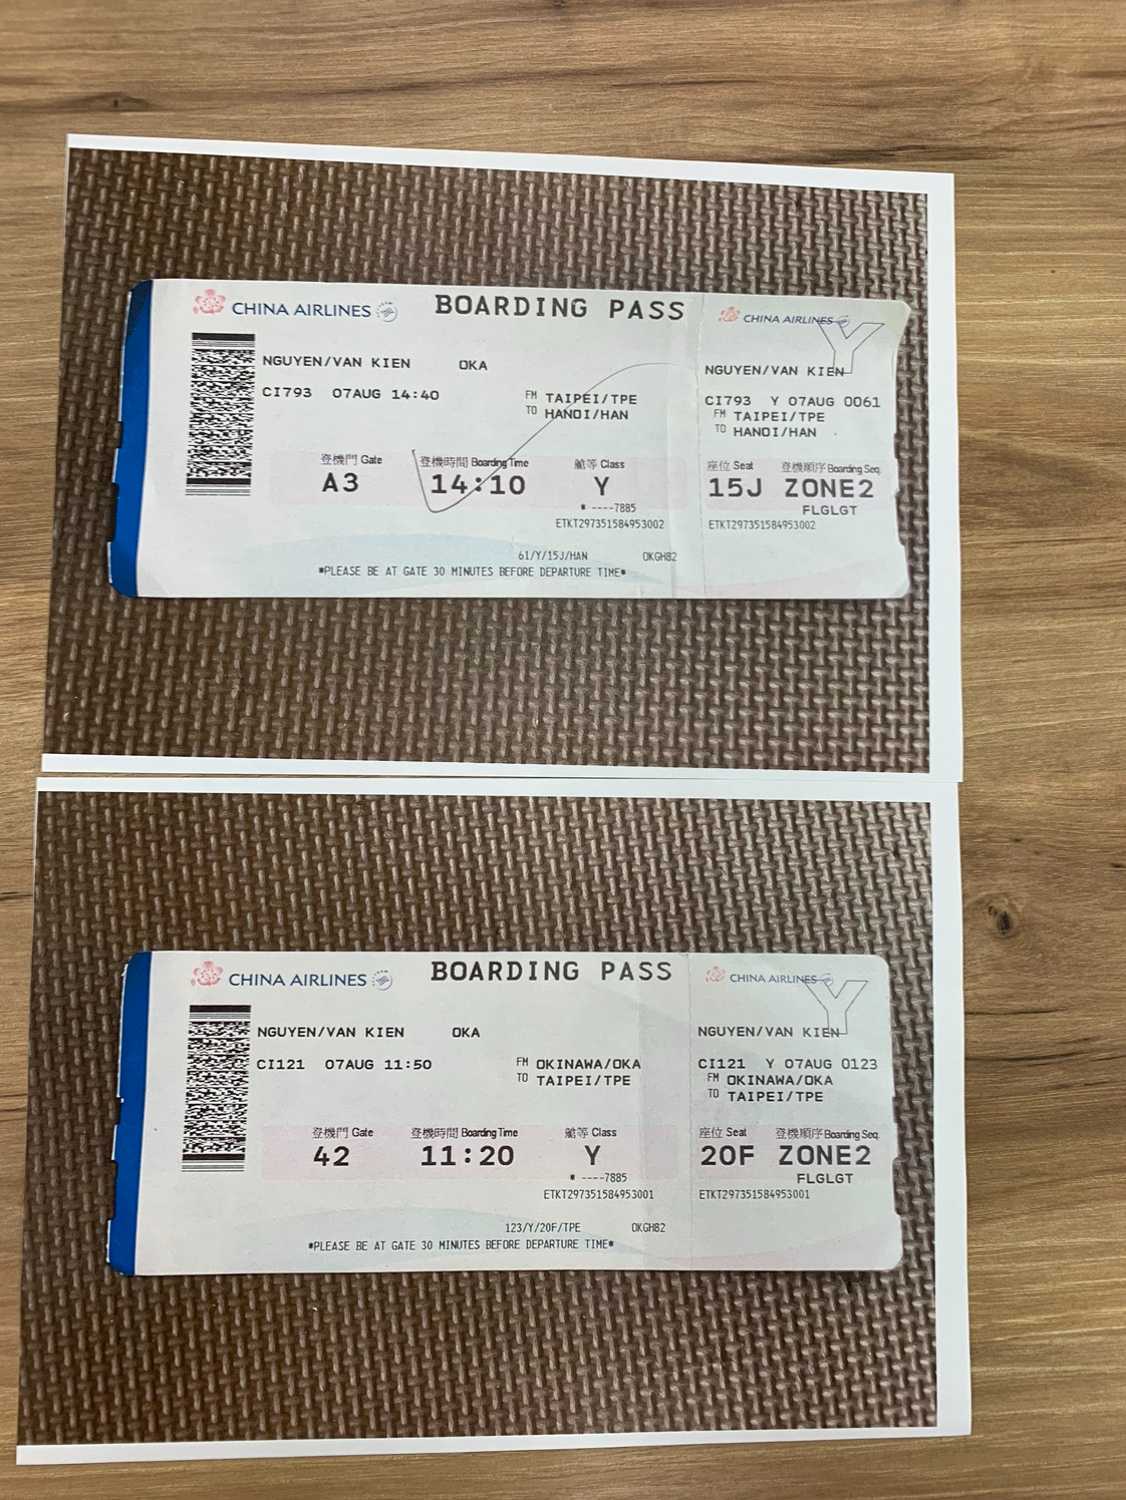 CHINA AIRLINES BOARDING PASS CHINA AIRLINES
Y
NGUYEN/VAN KIEN OKA NGUYEN/VAN KIEN
CI793 07AUG 14:40 FM TAIPEI/TPE CI793 Y 07AUG 0061
TO HANOI/HAN FM TAIPEI/TPE
TO HANOI/HAN
登機門 Gate 登機時間 Boarding Time 艙等 Class 座位 Seat 登機順序 Boarding Seq.
A3 14:10 Y 15J ZONE2
* ----7885 FLGLGT
ETKT297351584953002 ETKT297351584953002
61/Y/15J/HAN OKGH82
*PLEASE BE AT GATE 30 MINUTES BEFORE DEPARTURE TIME*
CHINA AIRLINES BOARDING PASS CHINA AIRLINES
Y
NGUYEN/VAN KIEN OKA NGUYEN/VAN KIEN
CI121 07AUG 11:50 FM OKINAWA/OKA CI121 Y 07AUG 0123
TO TAIPEI/TPE FM OKINAWA/OKA
TO TAIPEI/TPE
登機門 Gate 登機時間 Boarding Time 艙等 Class 座位 Seat 登機順序 Boarding Seq.
42 11:20 Y 20F ZONE2
* ----7885 FLGLGT
ETKT297351584953001 ETKT297351584953001
123/Y/20F/TPE OKGH82
*PLEASE BE AT GATE 30 MINUTES BEFORE DEPARTURE TIME*